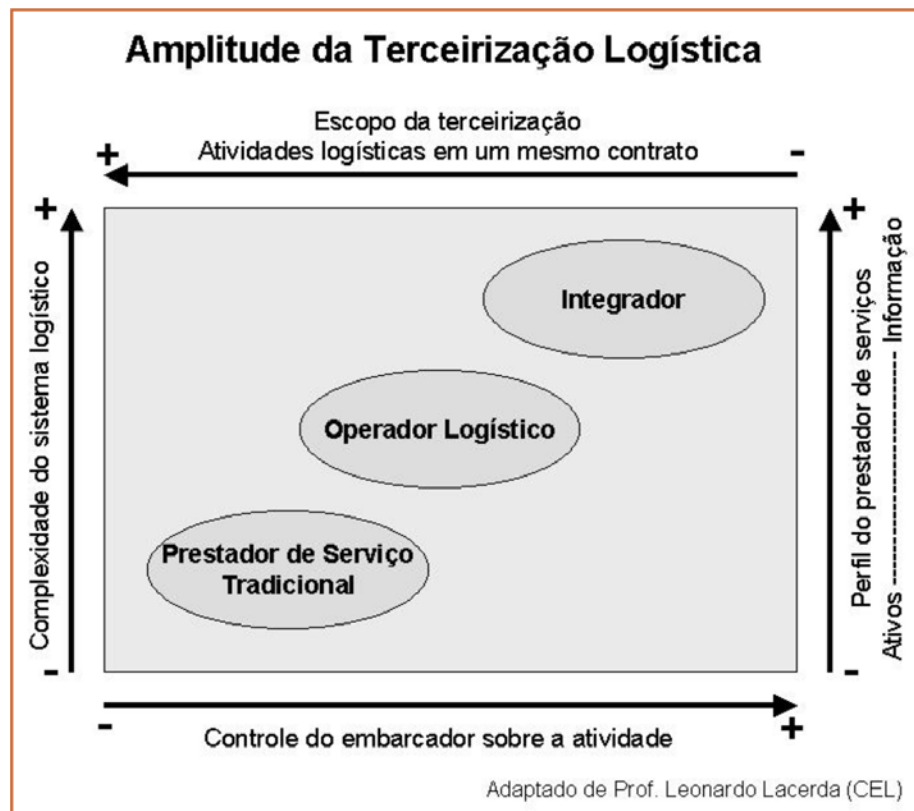 Amplitude da Terceirização Logística
Escopo da terceirização
+ Atividades logísticas em um mesmo contrato -
+ +
Complexidade do sistema logístico
Integrador
Operador Logístico
Prestador de Serviço
Tradicional
Perfil do prestador de serviços
Ativos ------------------ Informação
- -
- +
Controle do embarcador sobre a atividade
Adaptado de Prof. Leonardo Lacerda (CEL)